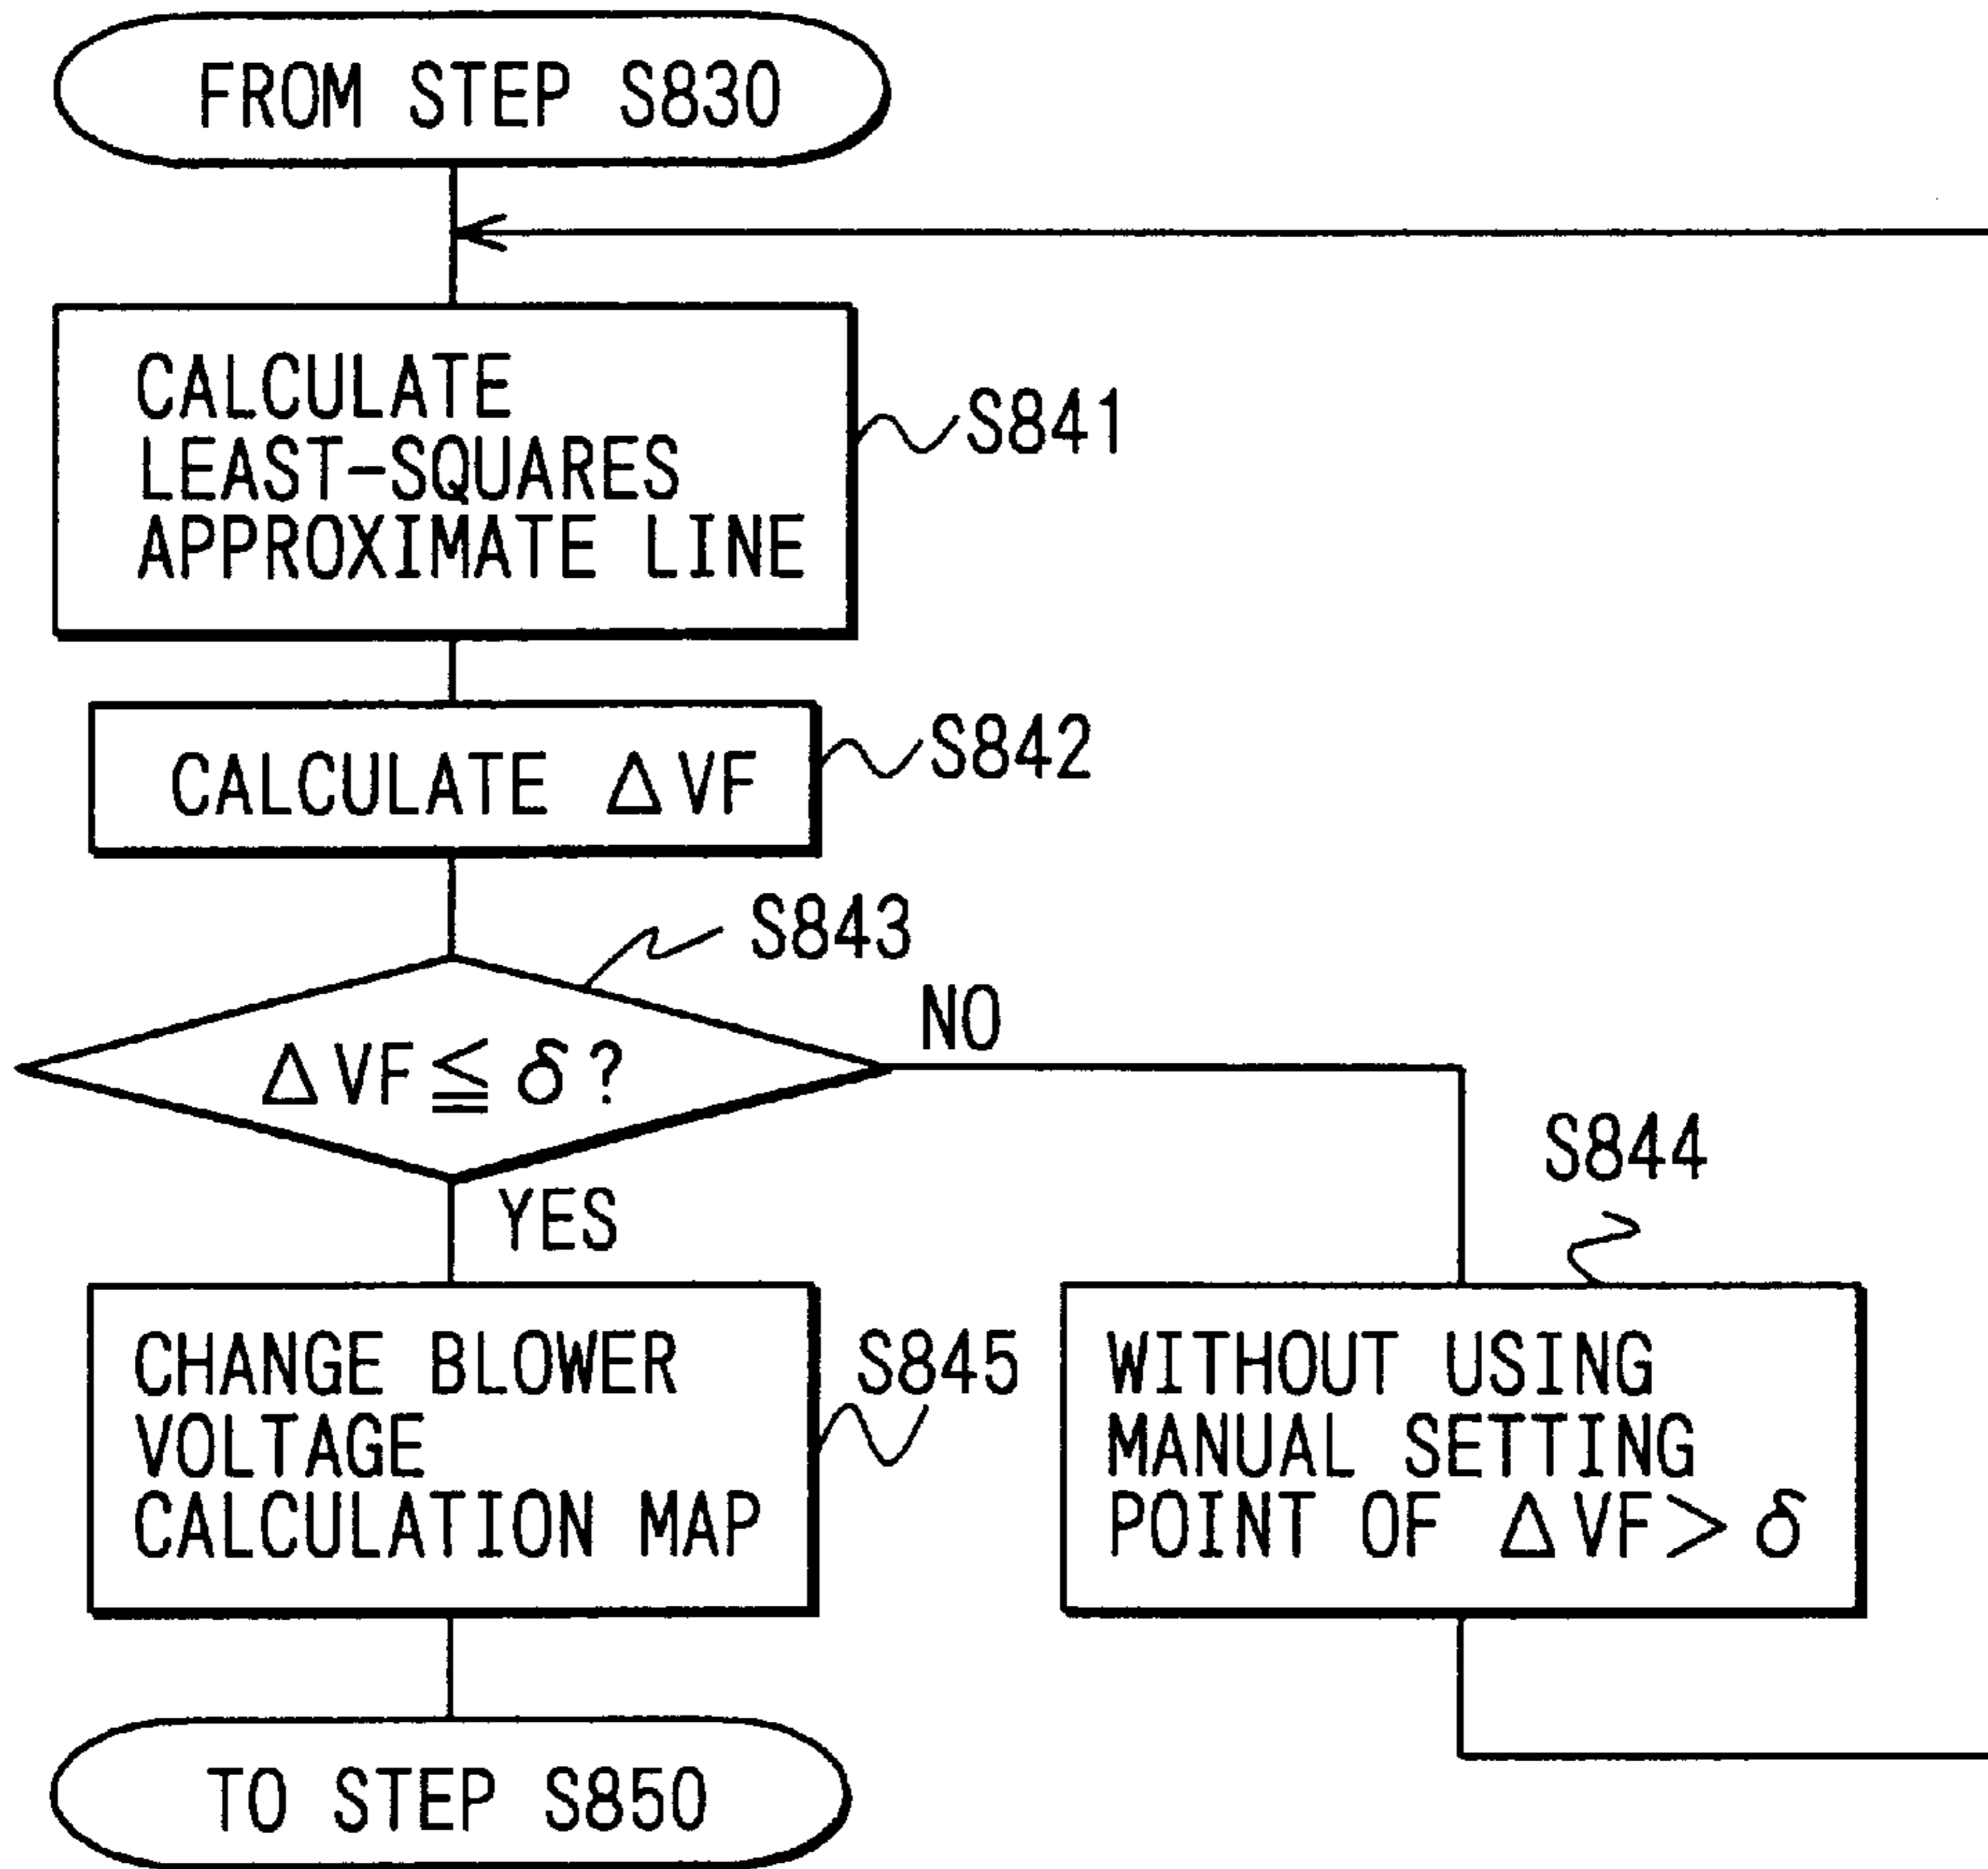 FROM STEP S830
CALCULATE
LEAST-SQUARES
APPROXIMATE LINE
S841
CALCULATE ΔVF
S842
S843
ΔVF≦δ?
NO
YES
S844
CHANGE BLOWER
VOLTAGE
CALCULATION MAP
S845
WITHOUT USING
MANUAL SETTING
POINT OF ΔVF>δ
TO STEP S850